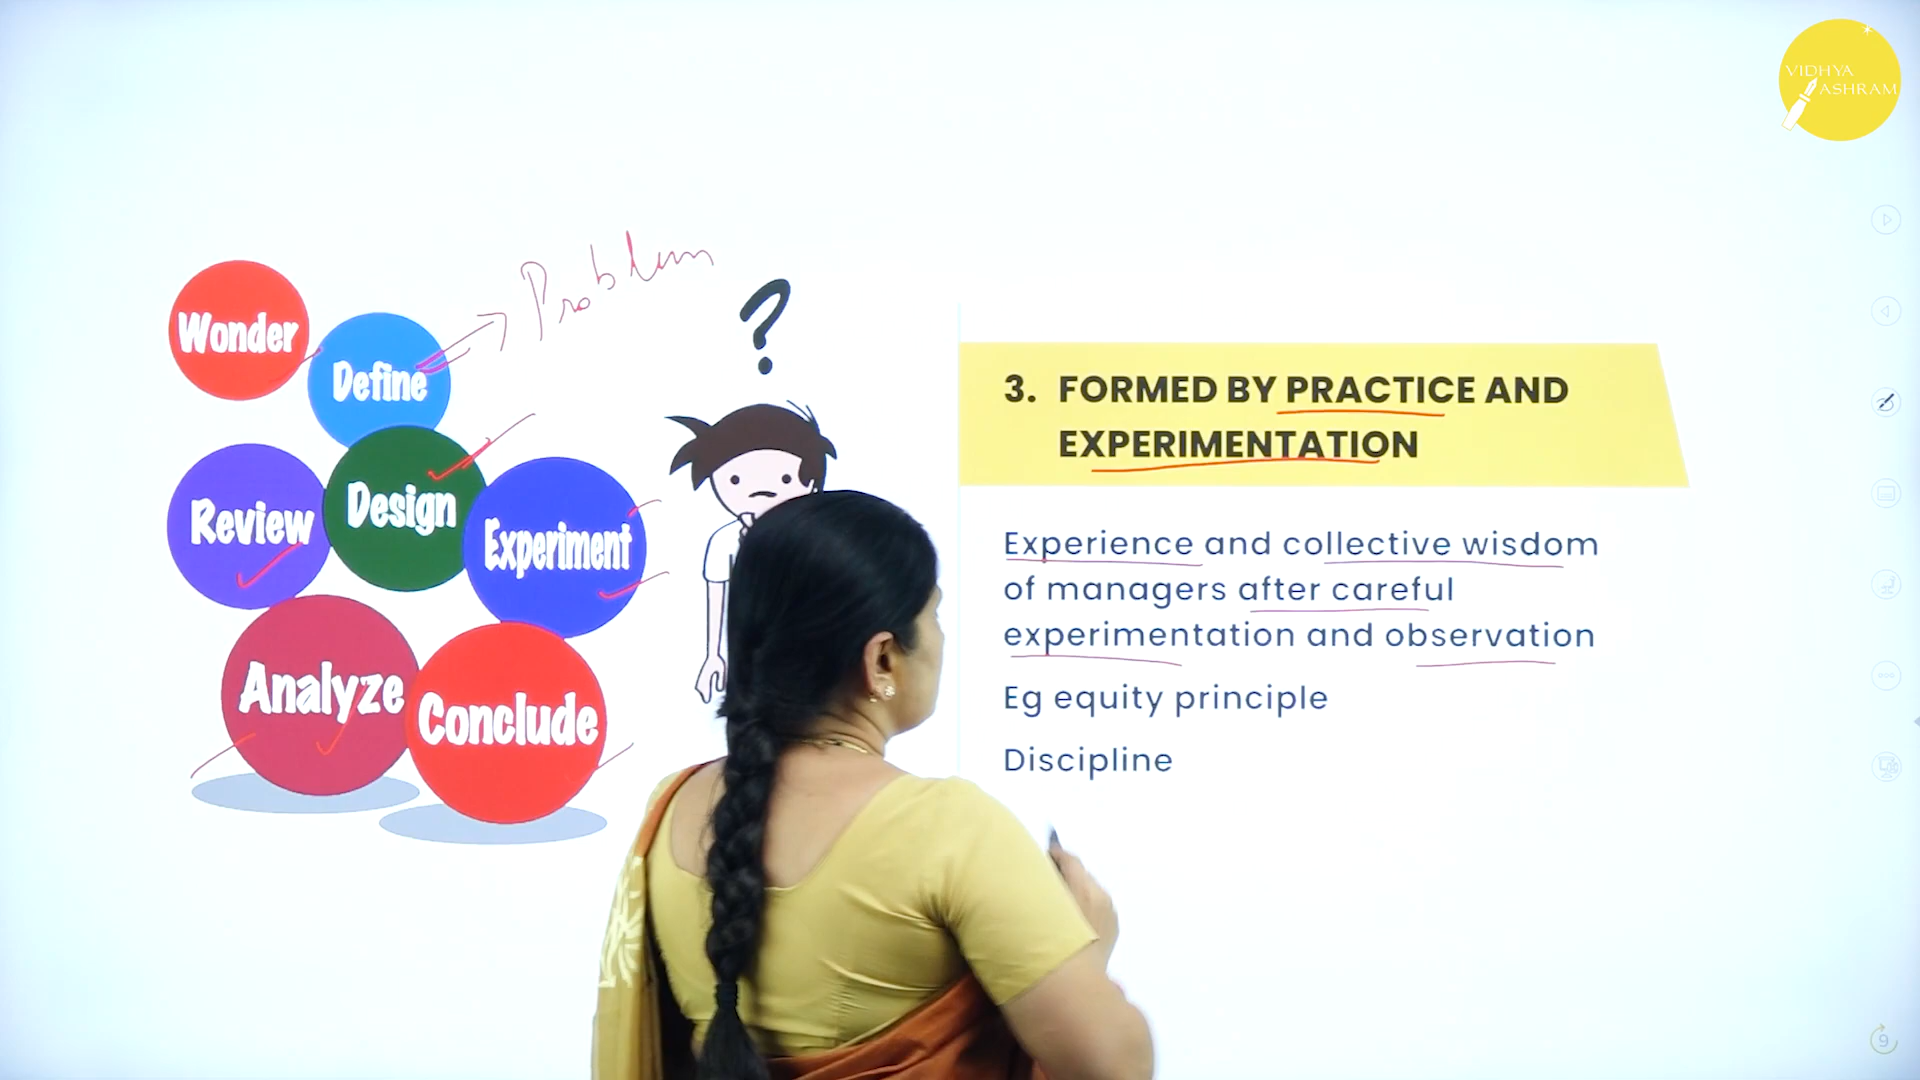 VIDHYA
ASHRAM
Problem
Wonder
Define
Review
Design
Experiment
Analyze
Conclude
?
3. FORMED BY PRACTICE AND
EXPERIMENTATION
Experience and collective wisdom
of managers after careful
experimentation and observation
Eg equity principle
Discipline
9